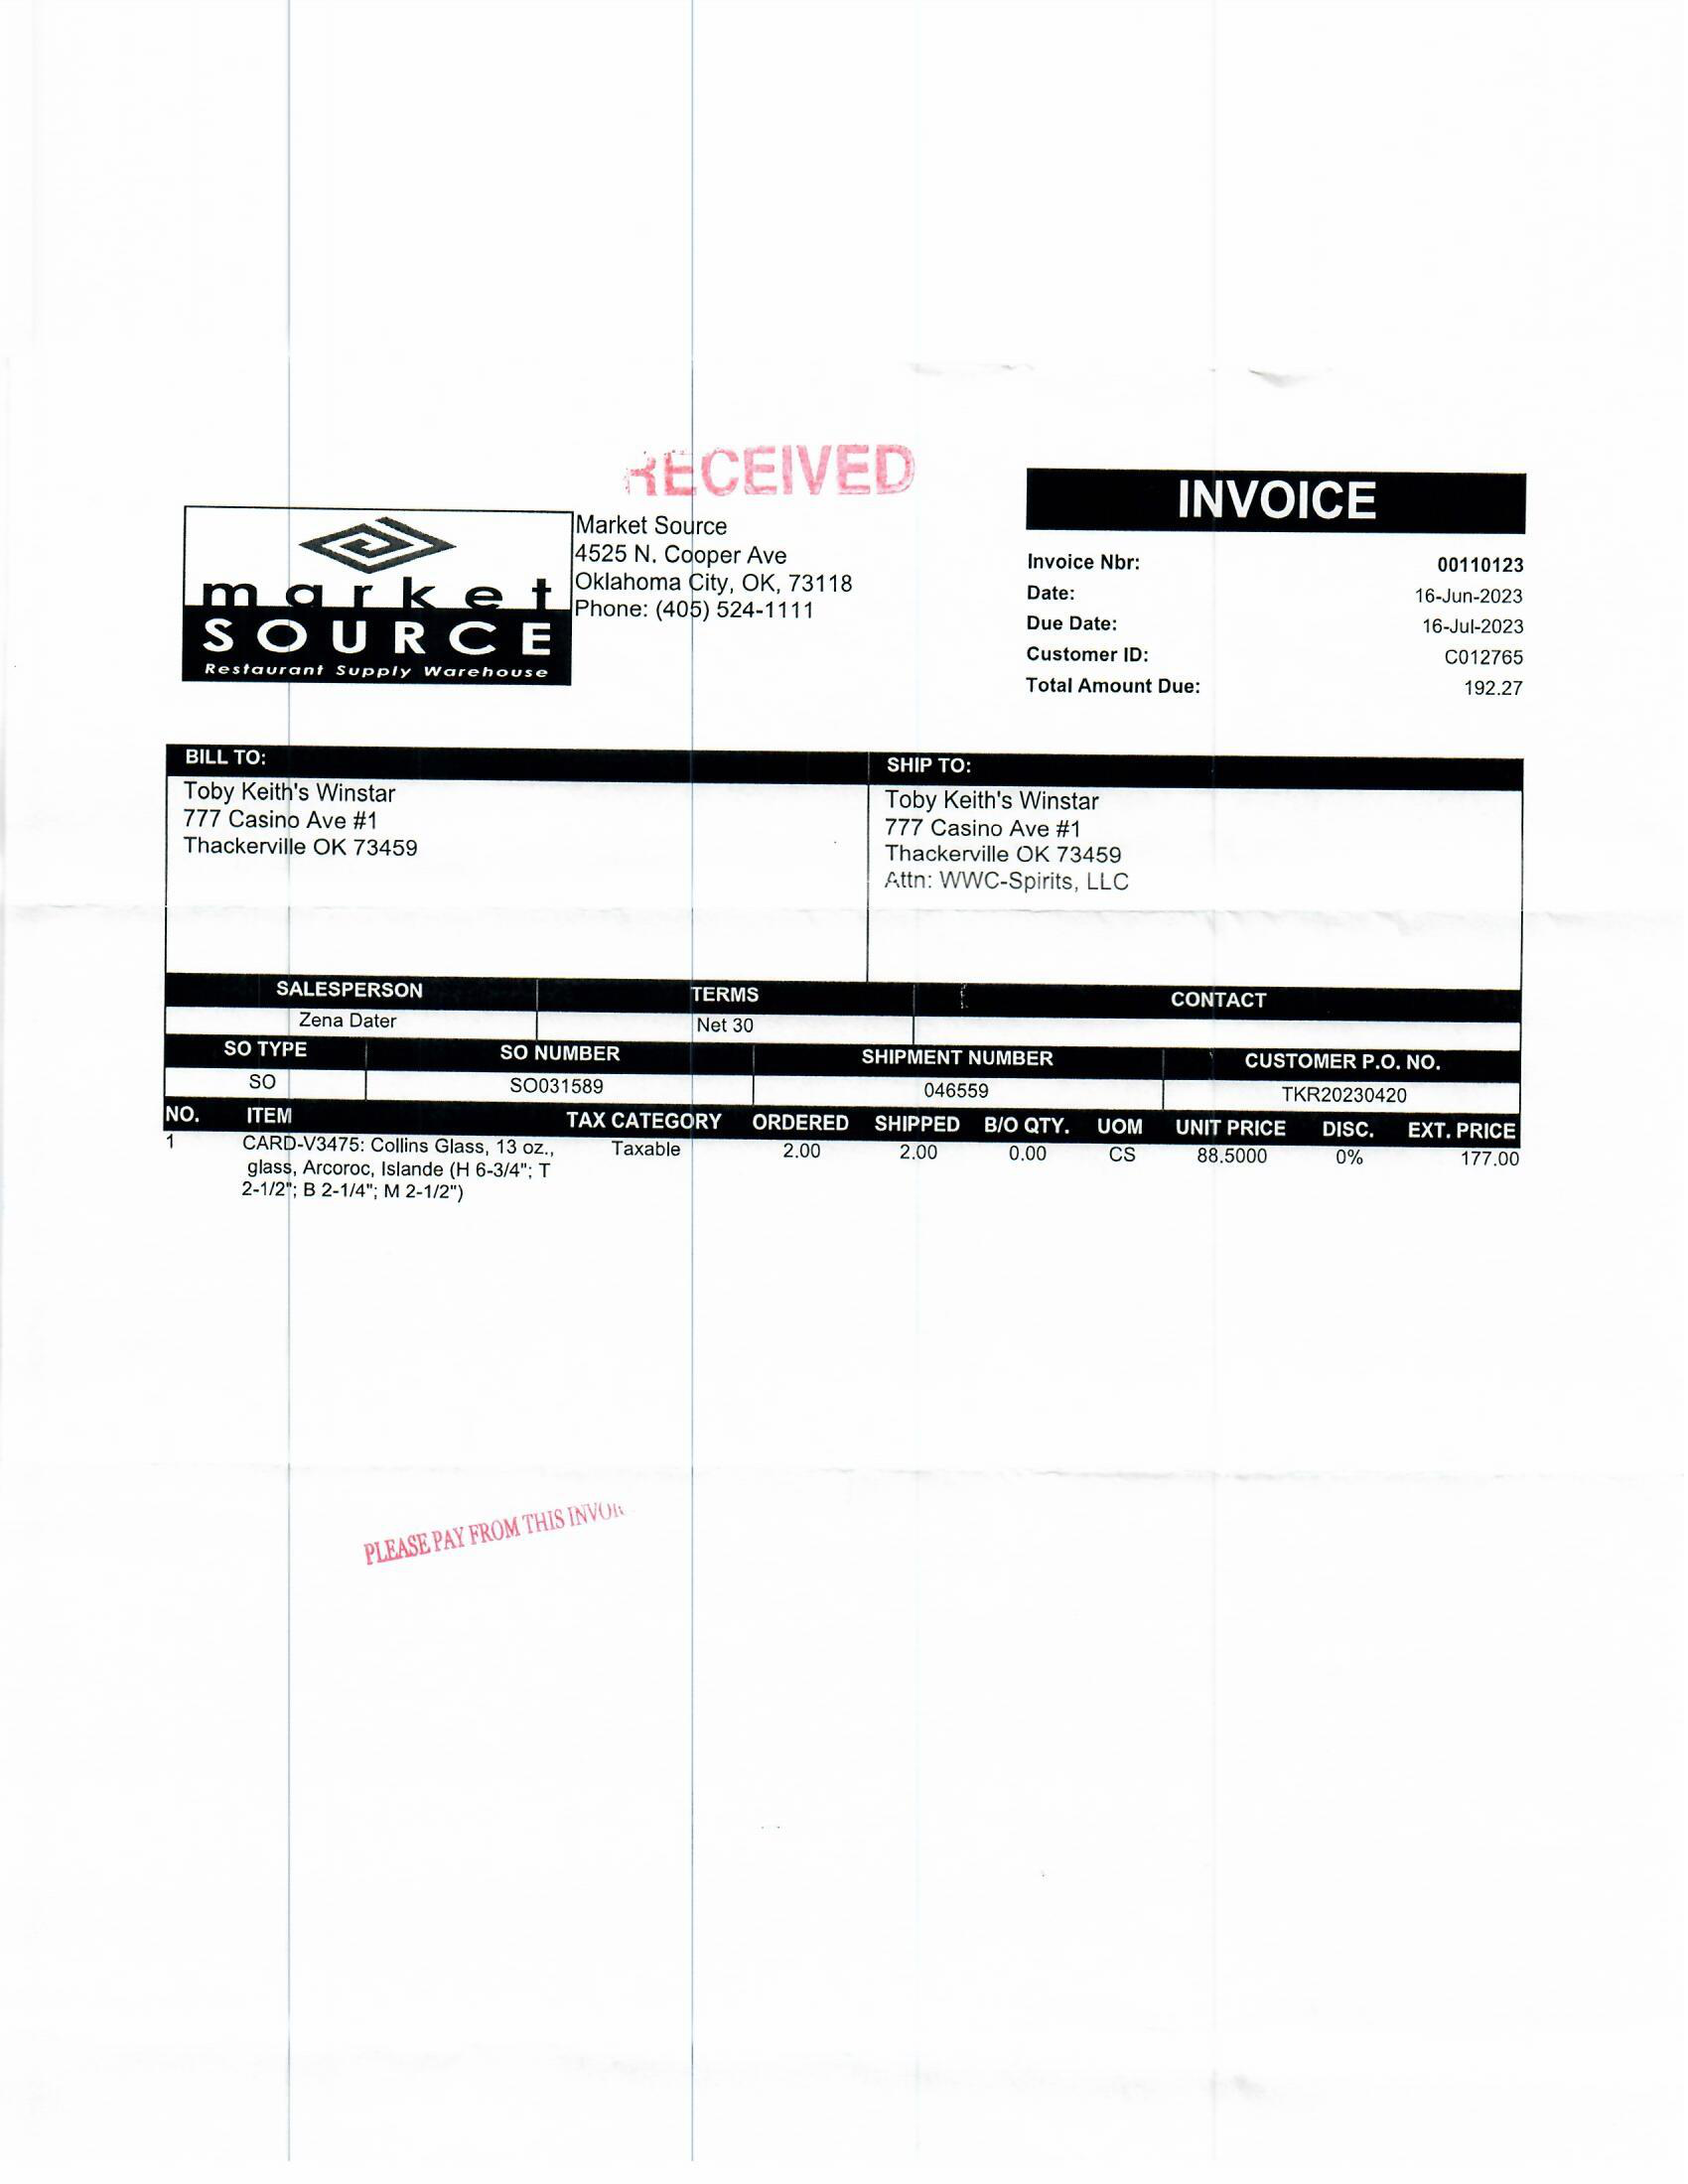 RECEIVED
INVOICE
market
SOURCE
Restaurant Supply Warehouse
Market Source
4525 N. Cooper Ave
Oklahoma City, OK, 73118
Phone: (405) 524-1111
Invoice Nbr: 00110123
Date: 16-Jun-2023
Due Date: 16-Jul-2023
Customer ID: C012765
Total Amount Due: 192.27
BILL TO:
Toby Keith's Winstar
777 Casino Ave #1
Thackerville OK 73459
SHIP TO:
Toby Keith's Winstar
777 Casino Ave #1
Thackerville OK 73459
Attn: WWC-Spirits, LLC
SALESPERSON TERMS CONTACT
Zena Dater Net 30
SO TYPE SO NUMBER SHIPMENT NUMBER CUSTOMER P.O. NO.
SO SO031589 046559 TKR20230420
NO. ITEM TAX CATEGORY ORDERED SHIPPED B/O QTY. UOM UNIT PRICE DISC. EXT. PRICE
1 CARD-V3475: Collins Glass, 13 oz., Taxable 2.00 2.00 0.00 CS 88.5000 0% 177.00
glass, Arcoroc, Islande (H 6-3/4"; T
2-1/2"; B 2-1/4"; M 2-1/2")
PLEASE PAY FROM THIS